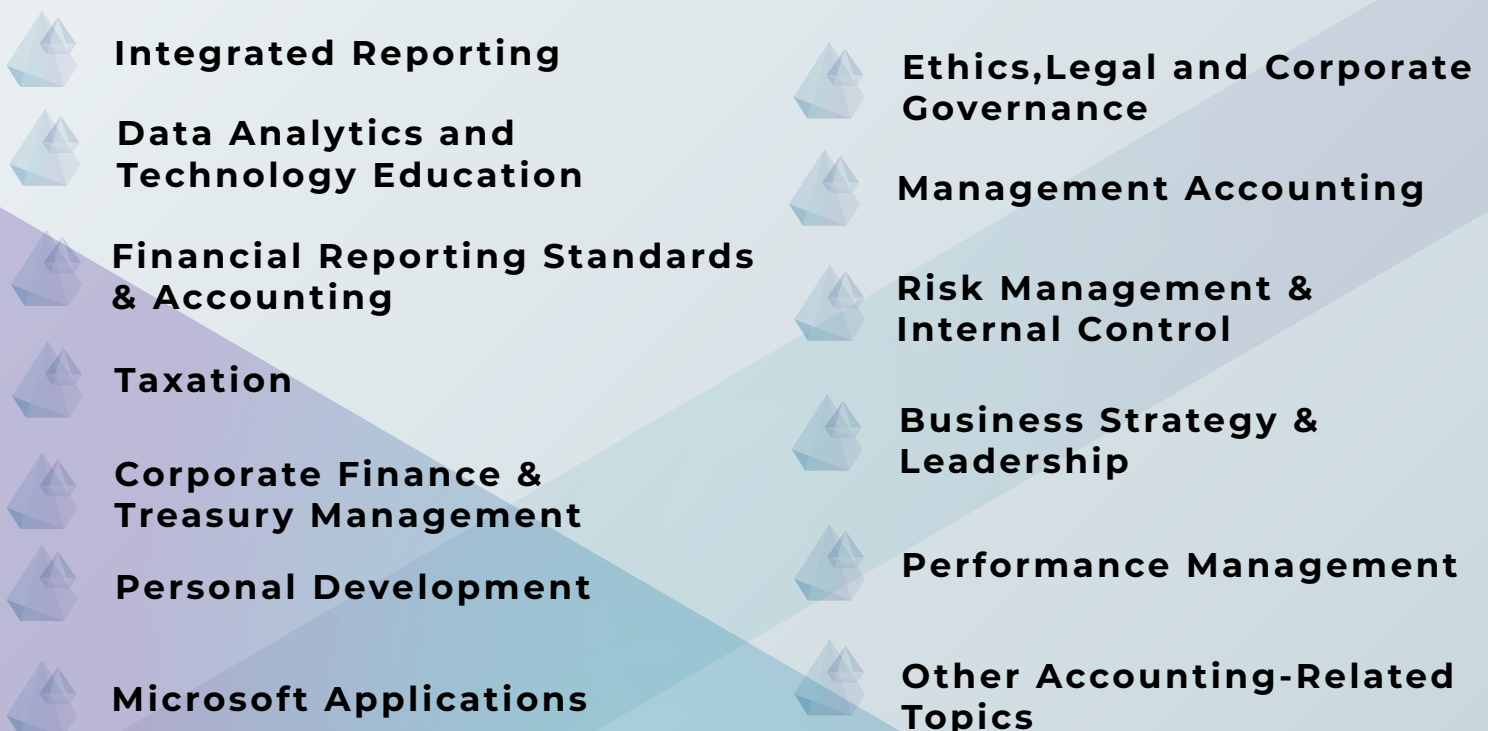 Integrated Reporting
Data Analytics and
Technology Education
Financial Reporting Standards
& Accounting
Taxation
Corporate Finance &
Treasury Management
Personal Development
Microsoft Applications
Ethics,Legal and Corporate
Governance
Management Accounting
Risk Management &
Internal Control
Business Strategy &
Leadership
Performance Management
Other Accounting-Related
Topics